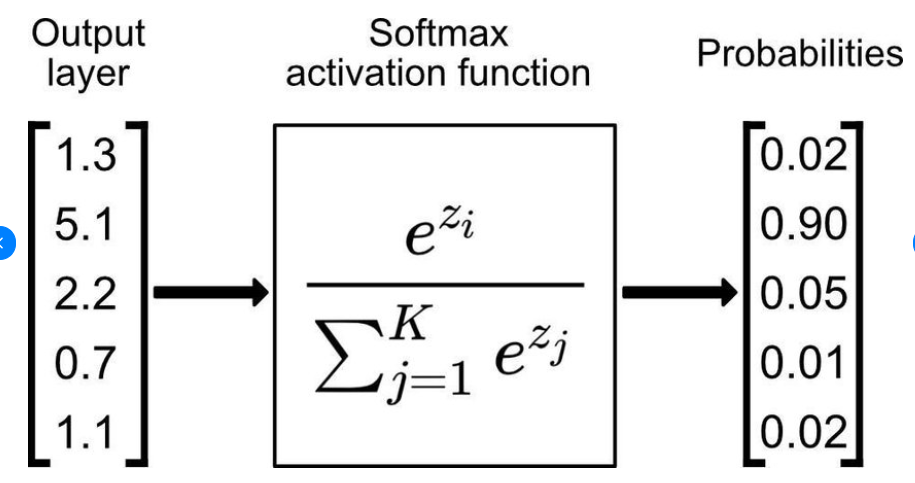 Output
layer
Softmax
activation function
Probabilities
1.3
5.1
2.2
0.7
1.1
e^{z_i}
∑_{j=1}^{K} e^{z_j}
0.02
0.90
0.05
0.01
0.02